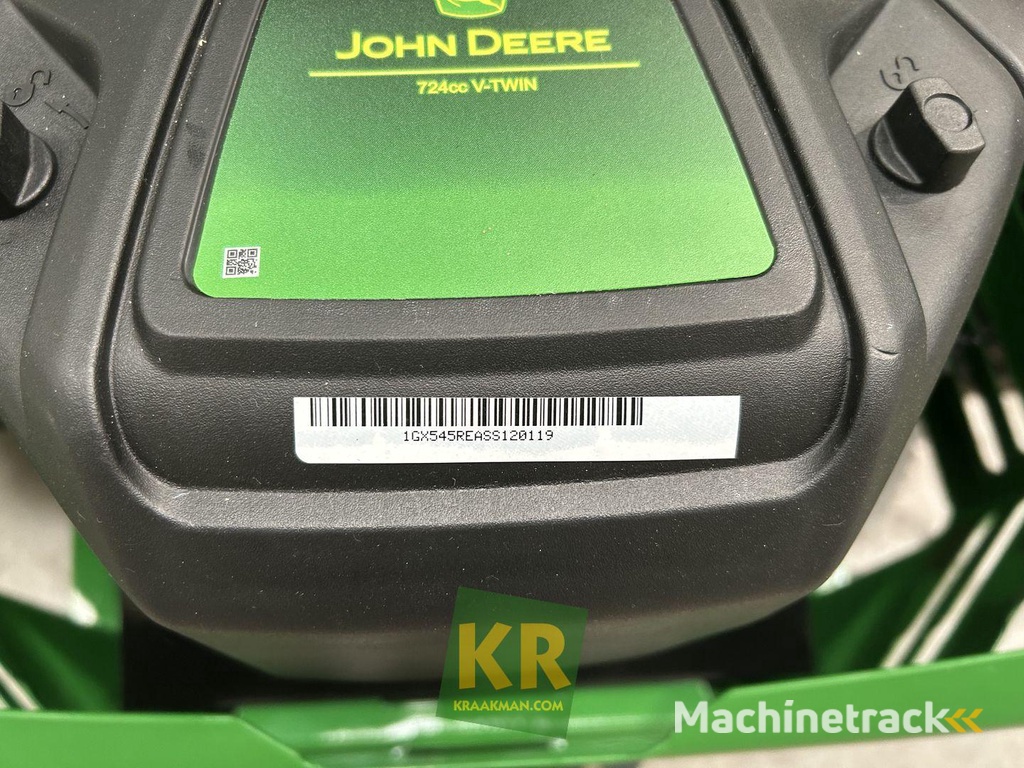 JOHN DEERE
724cc V-TWIN
1GX545REASS120119
KR
KRAAKMAN.COM
Machinetrack